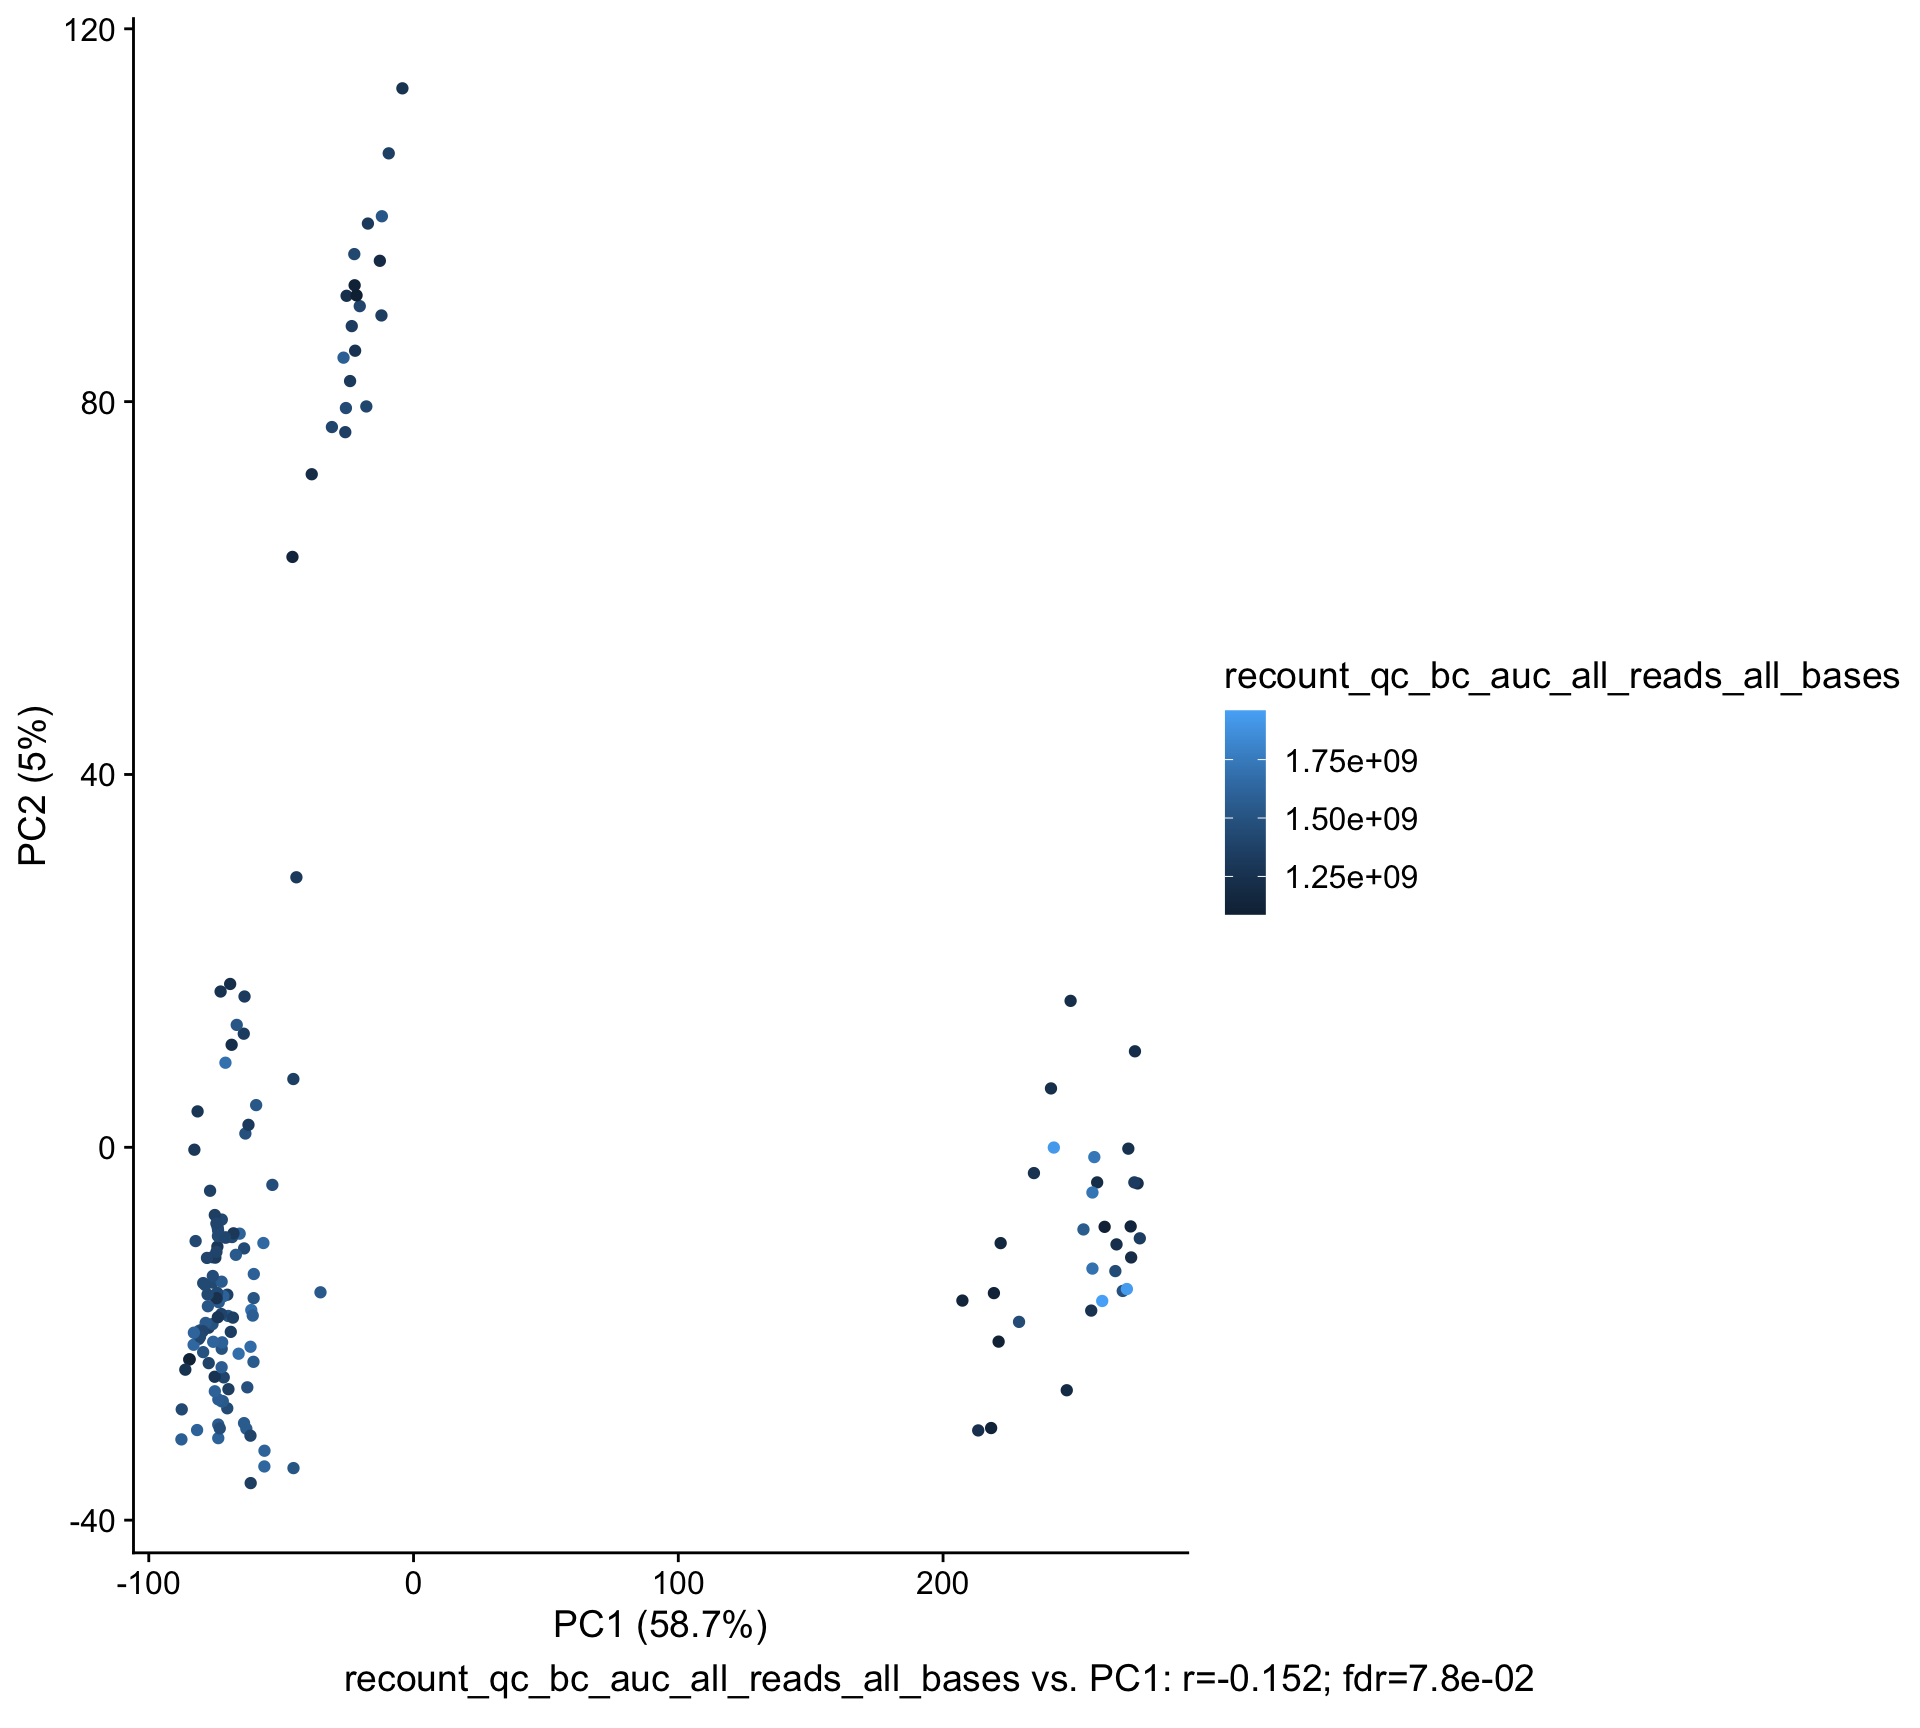 120
80
40
0
-40
PC2 (5%)
-100
0
100
200
PC1 (58.7%)
recount_qc_bc_auc_all_reads_all_bases
1.75e+09
1.50e+09
1.25e+09
recount_qc_bc_auc_all_reads_all_bases vs. PC1: r=-0.152; fdr=7.8e-02